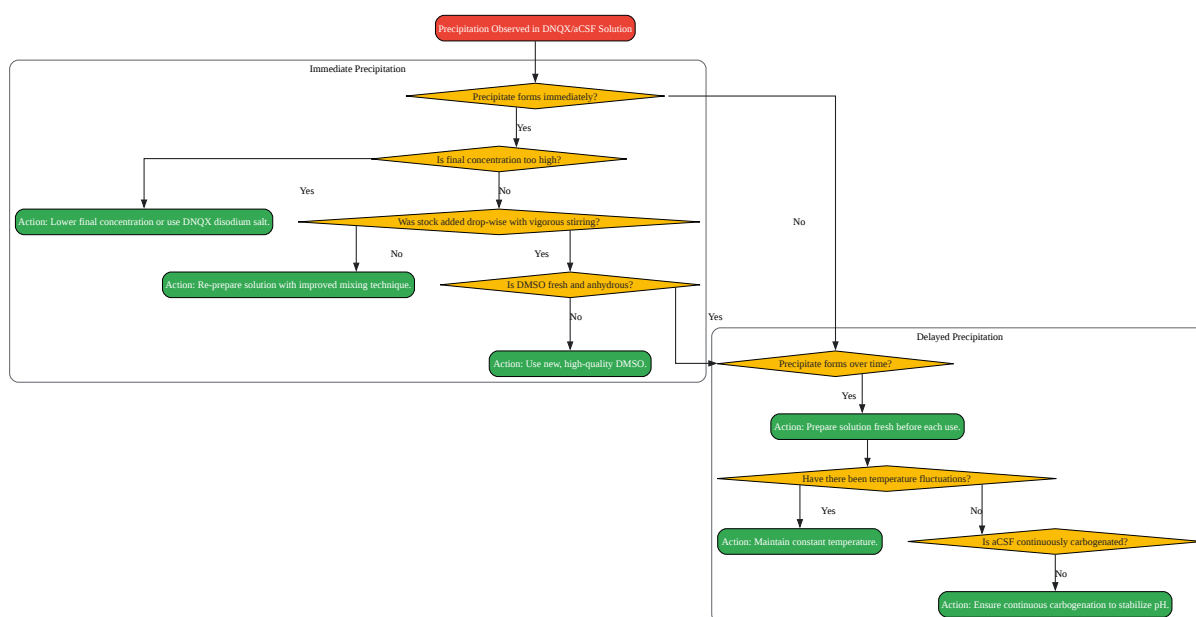 Precipitation Observed in DNQX/aCSF Solution
Immediate Precipitation
Precipitate forms immediately?
Yes
Is final concentration too high?
Yes
No
Action: Lower final concentration or use DNQX disodium salt.
Was stock added drop-wise with vigorous stirring?
No
No
Yes
Action: Re-prepare solution with improved mixing technique.
Is DMSO fresh and anhydrous?
No
Yes
Delayed Precipitation
Action: Use new, high-quality DMSO.
Precipitate forms over time?
Yes
Action: Prepare solution fresh before each use.
Have there been temperature fluctuations?
Yes
No
Action: Maintain constant temperature.
Is aCSF continuously carbogenated?
No
Action: Ensure continuous carbogenation to stabilize pH.